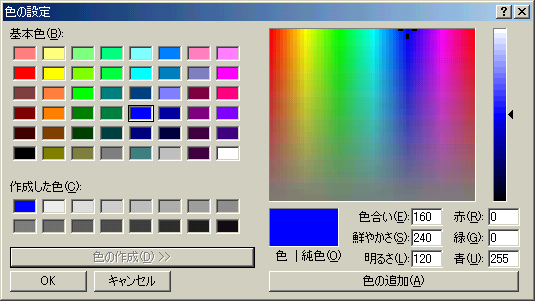 色の設定
基本色(B):
作成した色(C):
色の作成(D) >>
OK
キャンセル
色 | 純色(O)
色合い(E): 160
鮮やかさ(S): 240
明るさ(L): 120
赤(R): 0
緑(G): 0
青(U): 255
色の追加(A)